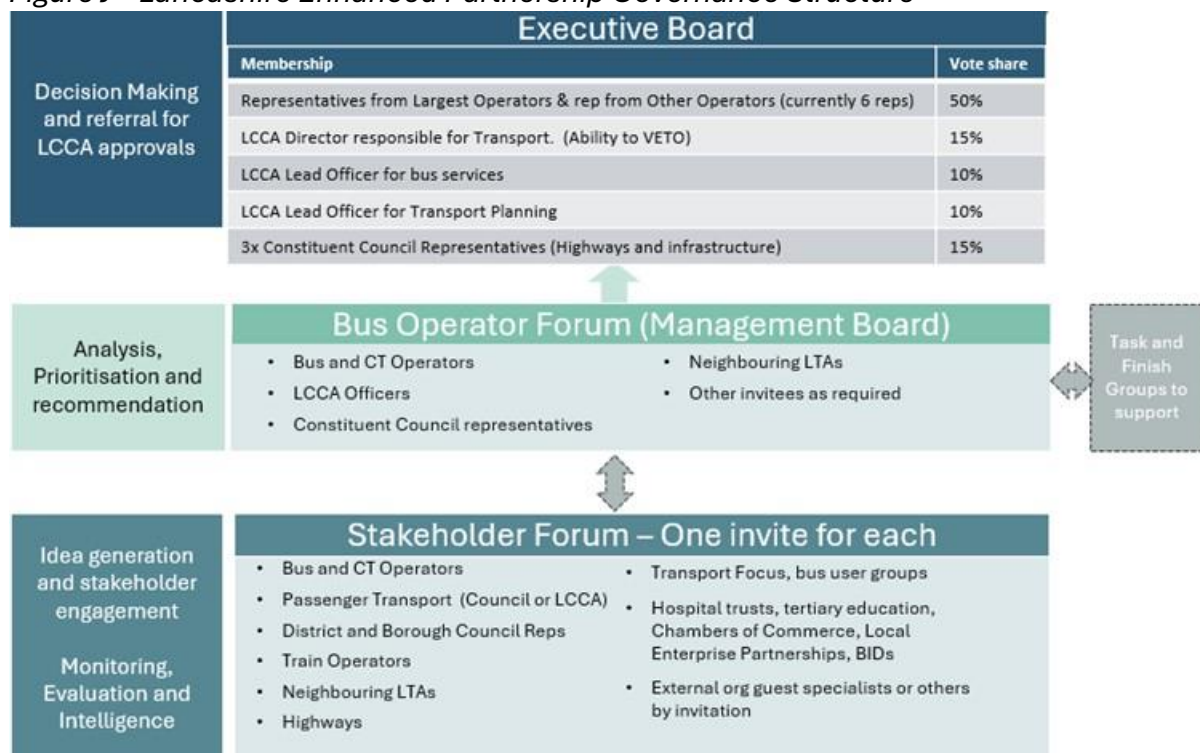 Figure 9 - Lancashire Enhanced Partnership Governance Structure
Executive Board
Decision Making
and referral for
LCCA approvals
Membership Vote share
Representatives from Largest Operators & rep from Other Operators (currently 6 reps) 50%
LCCA Director responsible for Transport. (Ability to VETO) 15%
LCCA Lead Officer for bus services 10%
LCCA Lead Officer for Transport Planning 10%
3x Constituent Council Representatives (Highways and infrastructure) 15%
Analysis,
Prioritisation and
recommendation
Bus Operator Forum (Management Board)
• Bus and CT Operators
• LCCA Officers
• Constituent Council representatives
• Neighbouring LTAs
• Other invitees as required
Task and
Finish
Groups to
support
Idea generation
and stakeholder
engagement
Monitoring,
Evaluation and
Intelligence
Stakeholder Forum – One invite for each
• Bus and CT Operators
• Passenger Transport (Council or LCCA)
• District and Borough Council Reps
• Train Operators
• Neighbouring LTAs
• Highways
• Transport Focus, bus user groups
• Hospital trusts, tertiary education,
Chambers of Commerce, Local
Enterprise Partnerships, BIDs
• External org guest specialists or others
by invitation